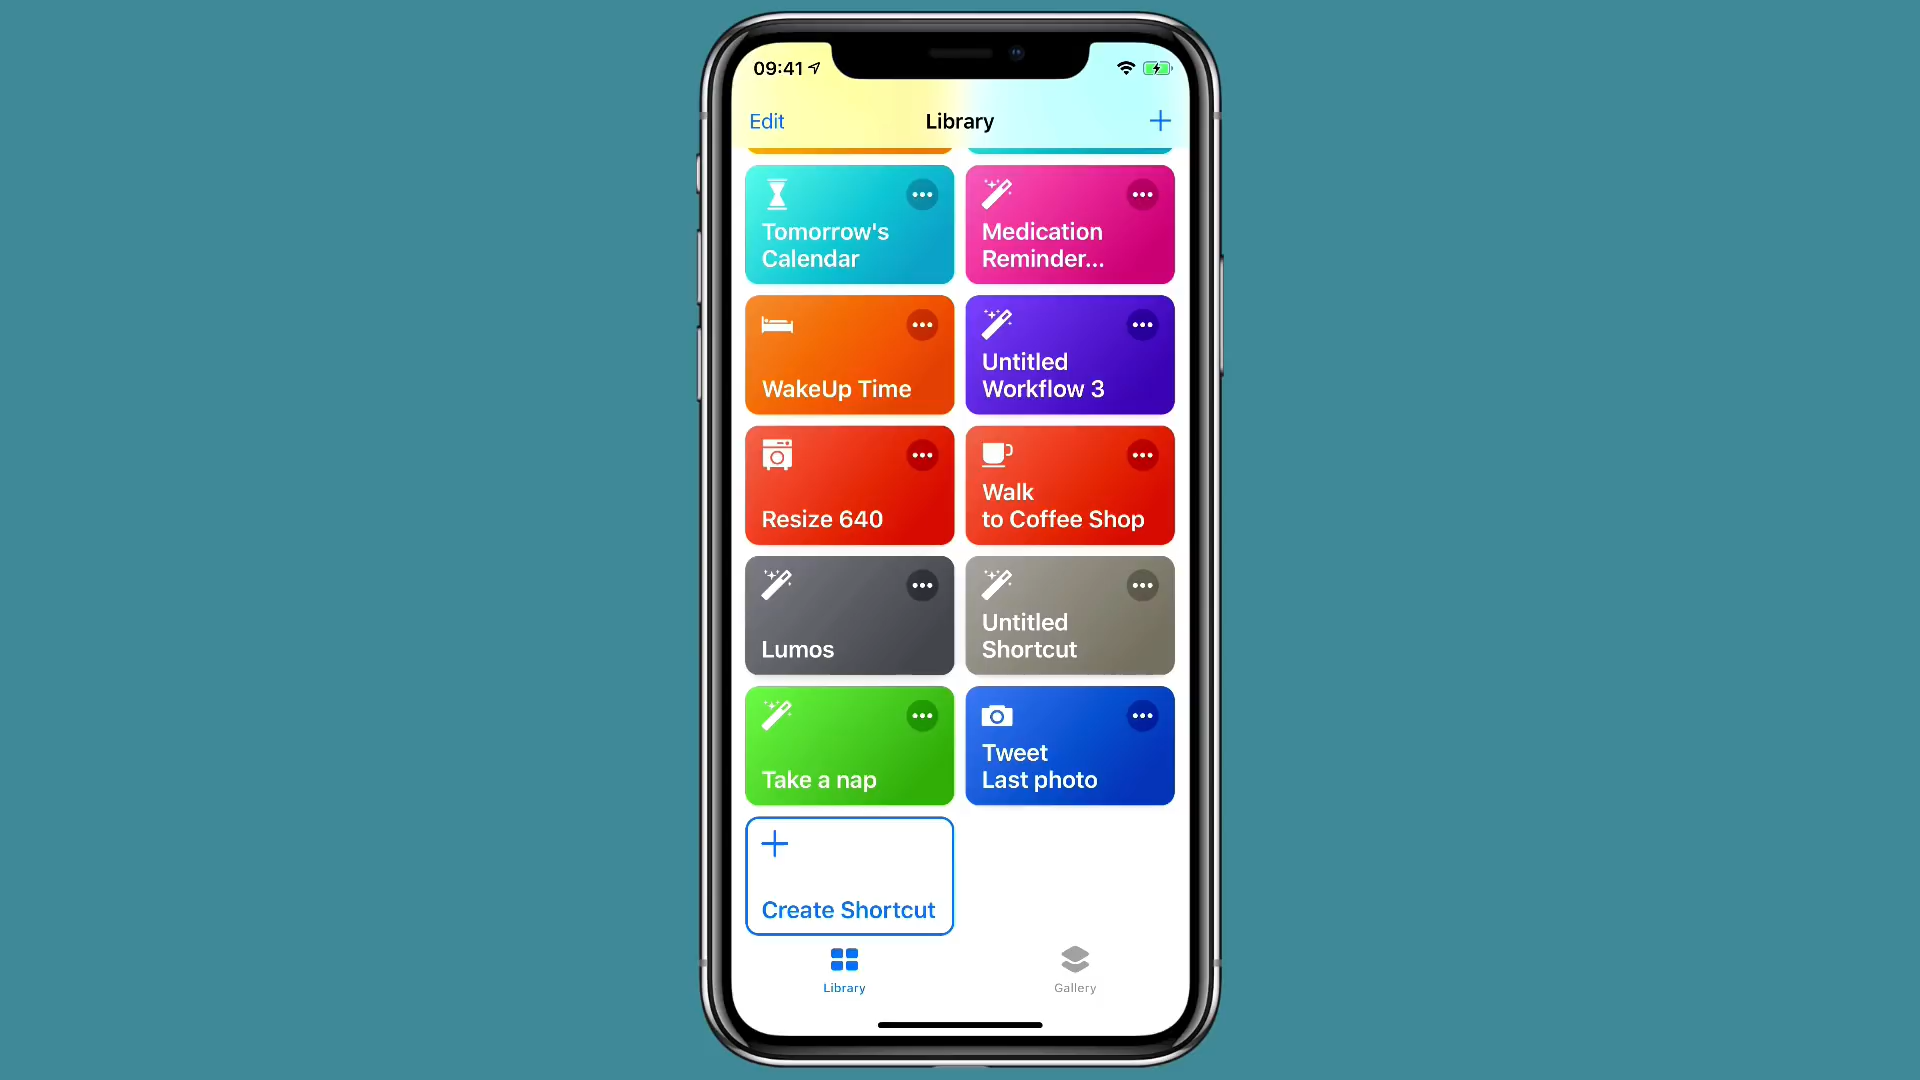 09:41
Edit
Library
Tomorrow's
Calendar
Medication
Reminder...
WakeUp Time
Untitled
Workflow 3
Resize 640
Walk
to Coffee Shop
Lumos
Untitled
Shortcut
Take a nap
Tweet
Last photo
Create Shortcut
Library
Gallery